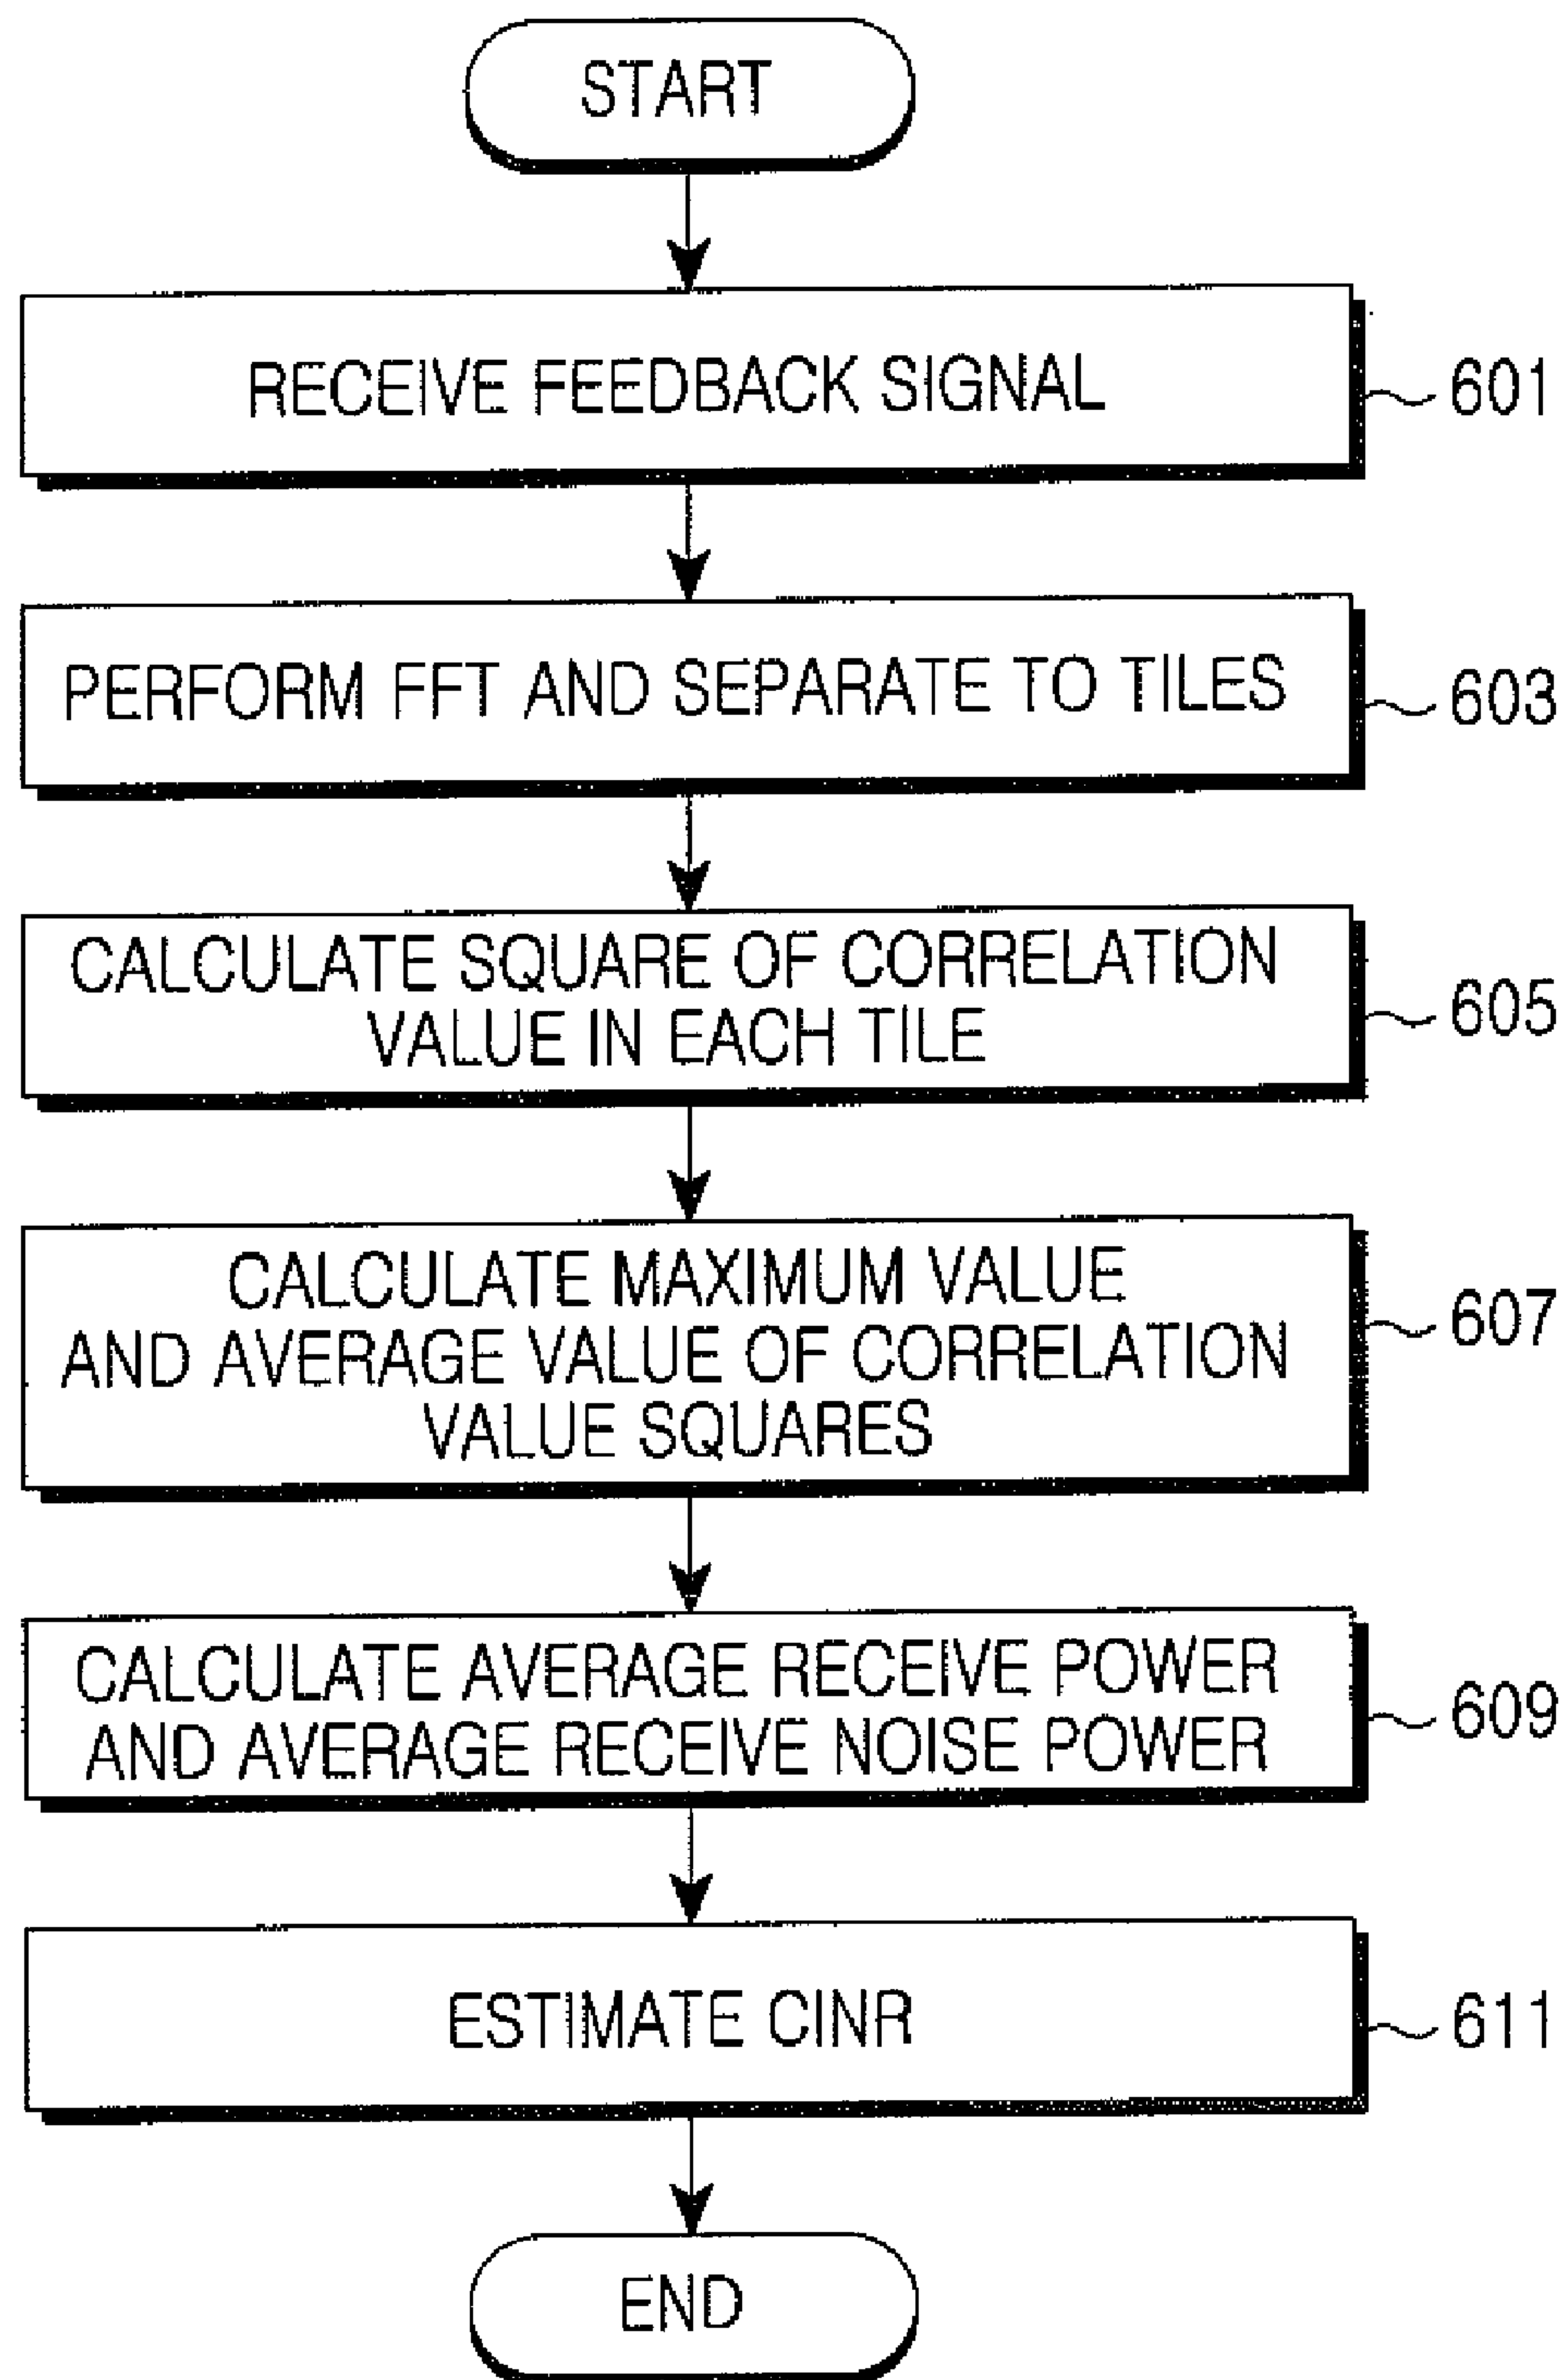 START
RECEIVE FEEDBACK SIGNAL
601
PERFORM FFT AND SEPARATE TO TILES
603
CALCULATE SQUARE OF CORRELATION
VALUE IN EACH TILE
605
CALCULATE MAXIMUM VALUE
AND AVERAGE VALUE OF CORRELATION
VALUE SQUARES
607
CALCULATE AVERAGE RECEIVE POWER
AND AVERAGE RECEIVE NOISE POWER
609
ESTIMATE CINR
611
END